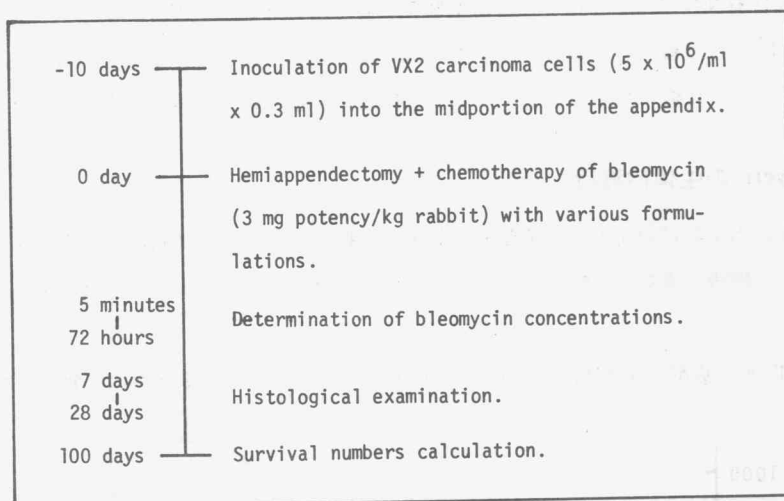 -10 days Inoculation of VX2 carcinoma cells (5 x 10^6/ml
x 0.3 ml) into the midportion of the appendix.
0 day Hemiappendectomy + chemotherapy of bleomycin
(3 mg potency/kg rabbit) with various formu-
lations.
5 minutes
72 hours
Determination of bleomycin concentrations.
7 days
28 days
Histological examination.
100 days Survival numbers calculation.